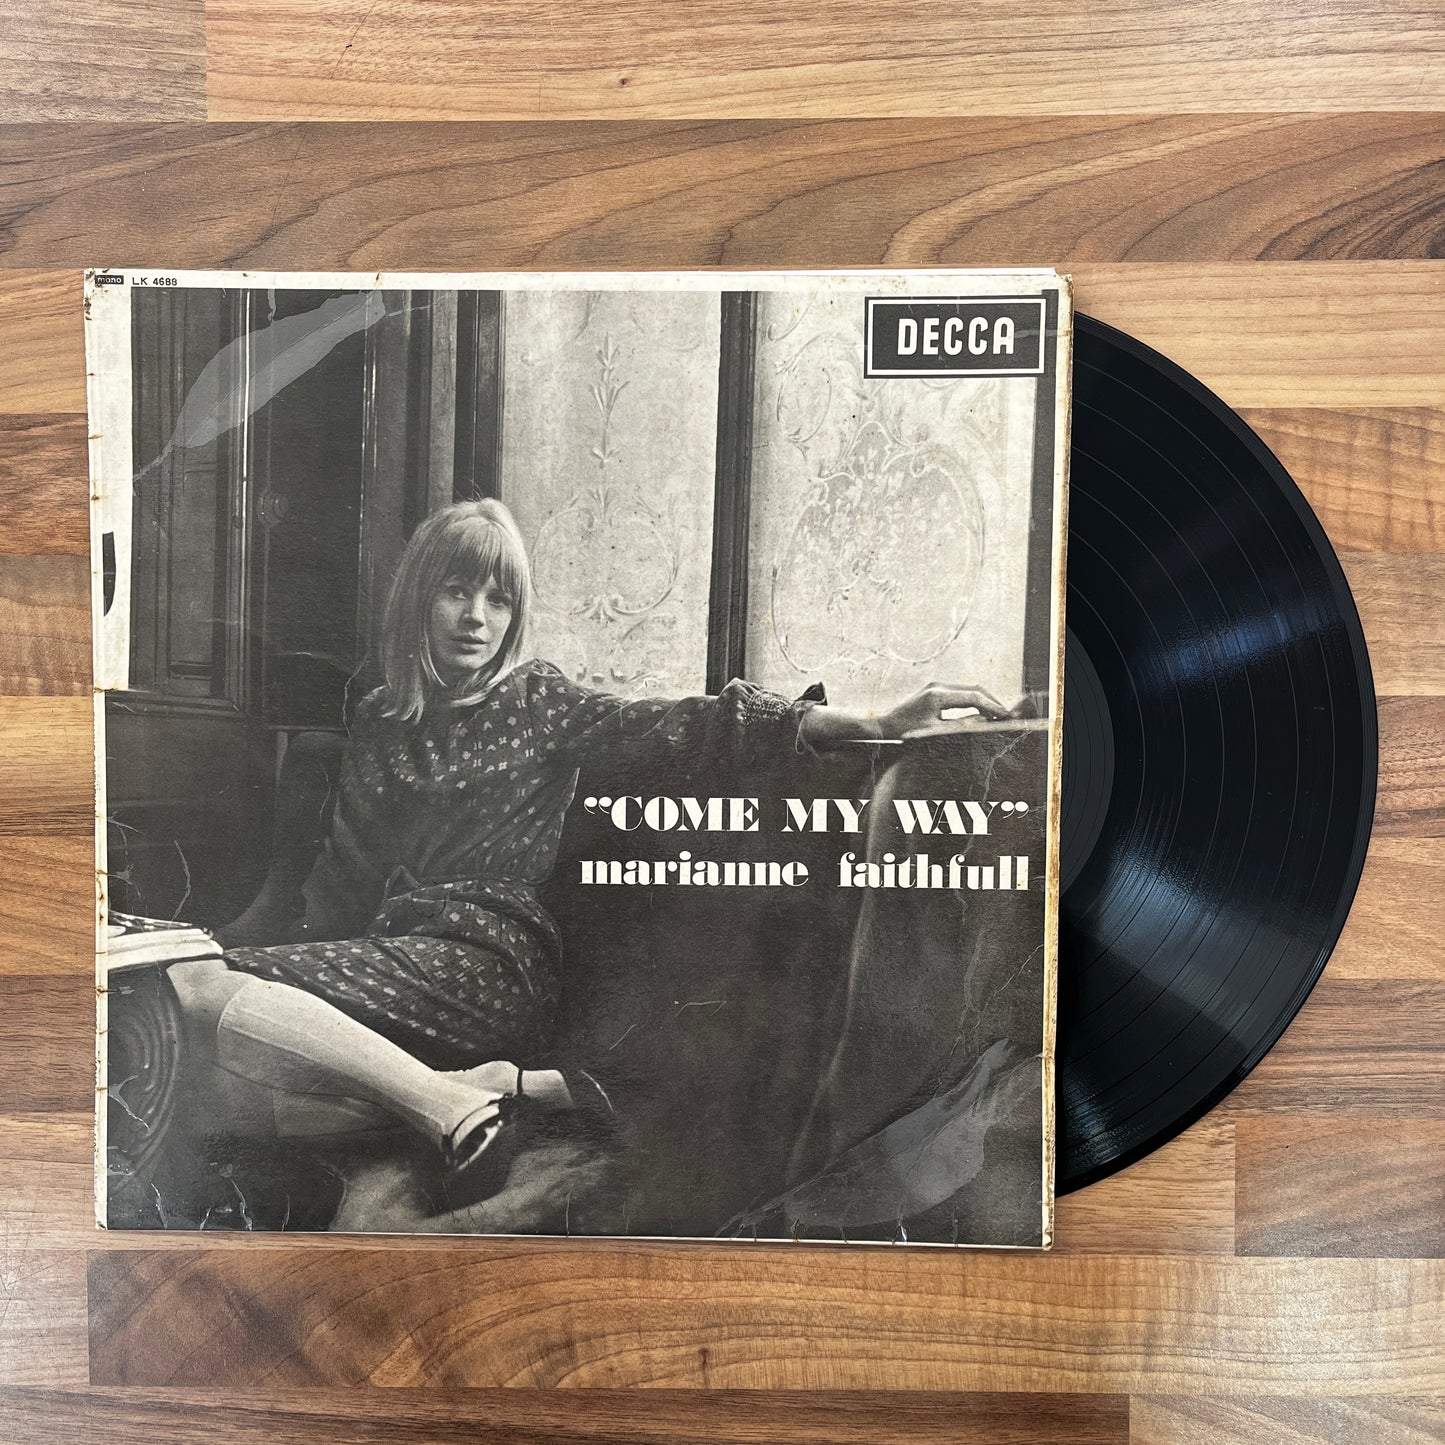 mono LK 4688
DECCA
“COME MY WAY”
marianne faithfull